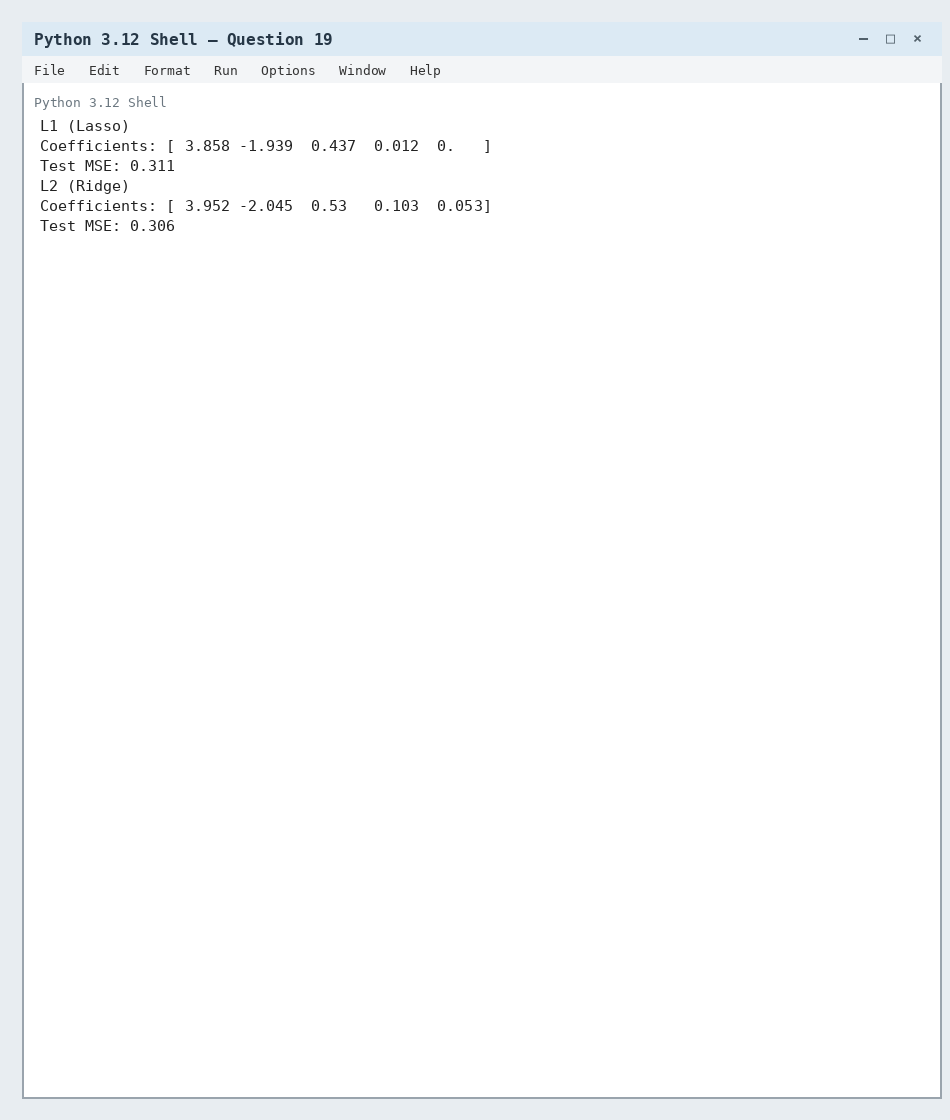 Python 3.12 Shell — Question 19
– □ ×
File Edit Format Run Options Window Help
Python 3.12 Shell
L1 (Lasso)
Coefficients: [ 3.858 -1.939  0.437  0.012  0.   ]
Test MSE: 0.311
L2 (Ridge)
Coefficients: [ 3.952 -2.045  0.53   0.103  0.053]
Test MSE: 0.306